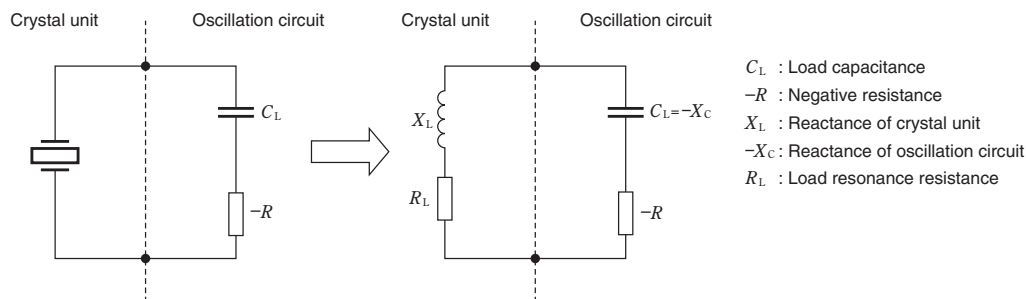 Crystal unit
Oscillation circuit
Crystal unit
Oscillation circuit
C_L
−R
X_L
R_L
C_L=−X_C
−R
C_L : Load capacitance
−R : Negative resistance
X_L : Reactance of crystal unit
−X_C : Reactance of oscillation circuit
R_L : Load resonance resistance